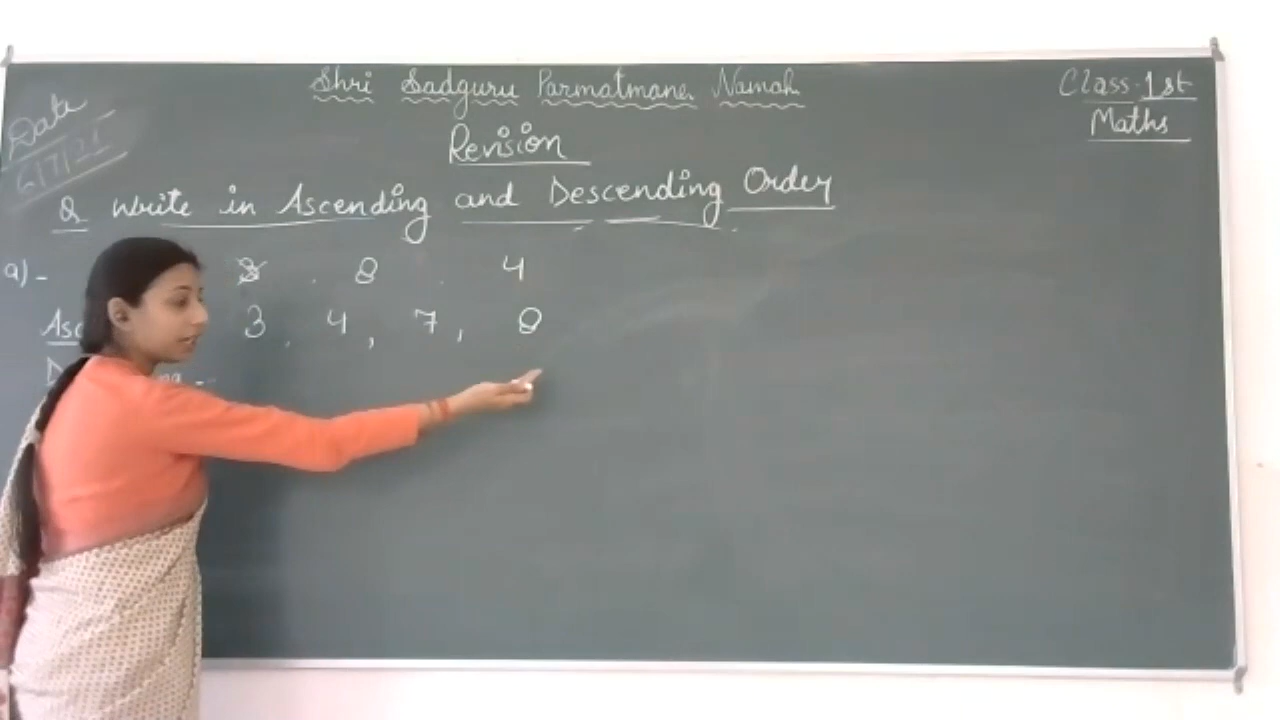 Shri Sadguru Parmatmane Namah
Class-1st
Maths
Date
6/7/21
Revision
Q Write in Ascending and Descending Order
a) - 3 . 8 . 4
Asc 3 , 4 , 7 , 8